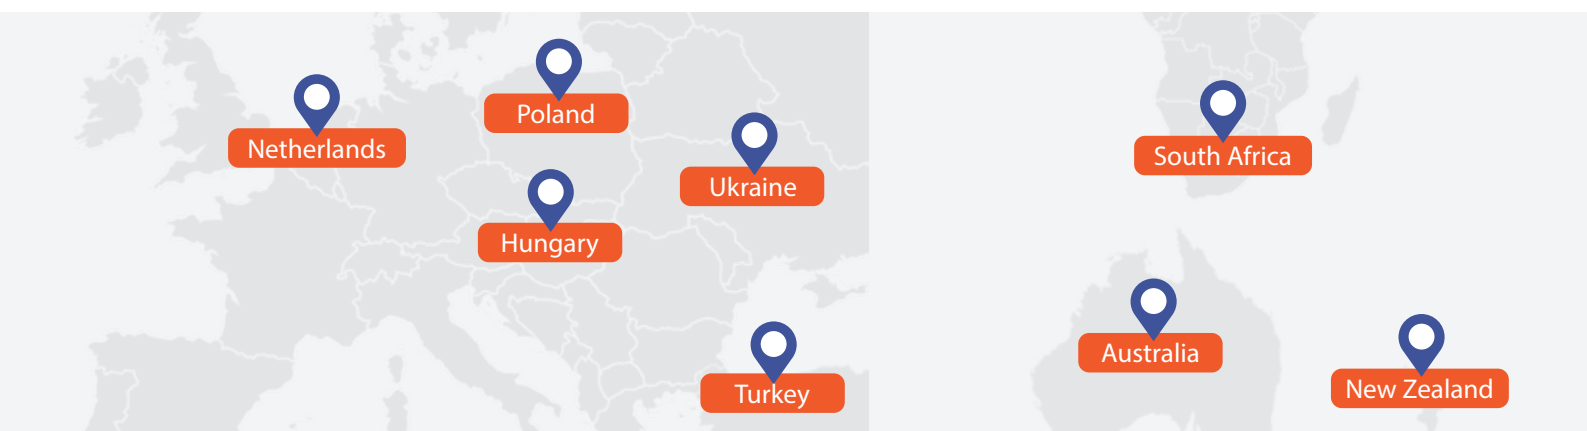 Netherlands
Poland
Ukraine
Hungary
Turkey
South Africa
Australia
New Zealand